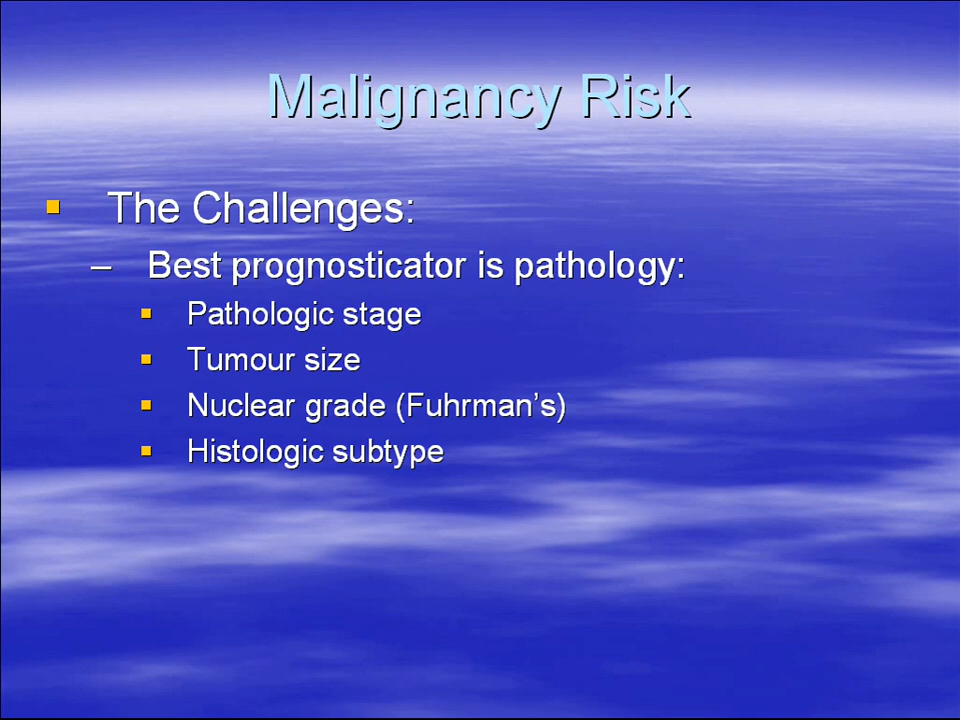 Malignancy Risk
The Challenges:
– Best prognosticator is pathology:
Pathologic stage
Tumour size
Nuclear grade (Fuhrman's)
Histologic subtype